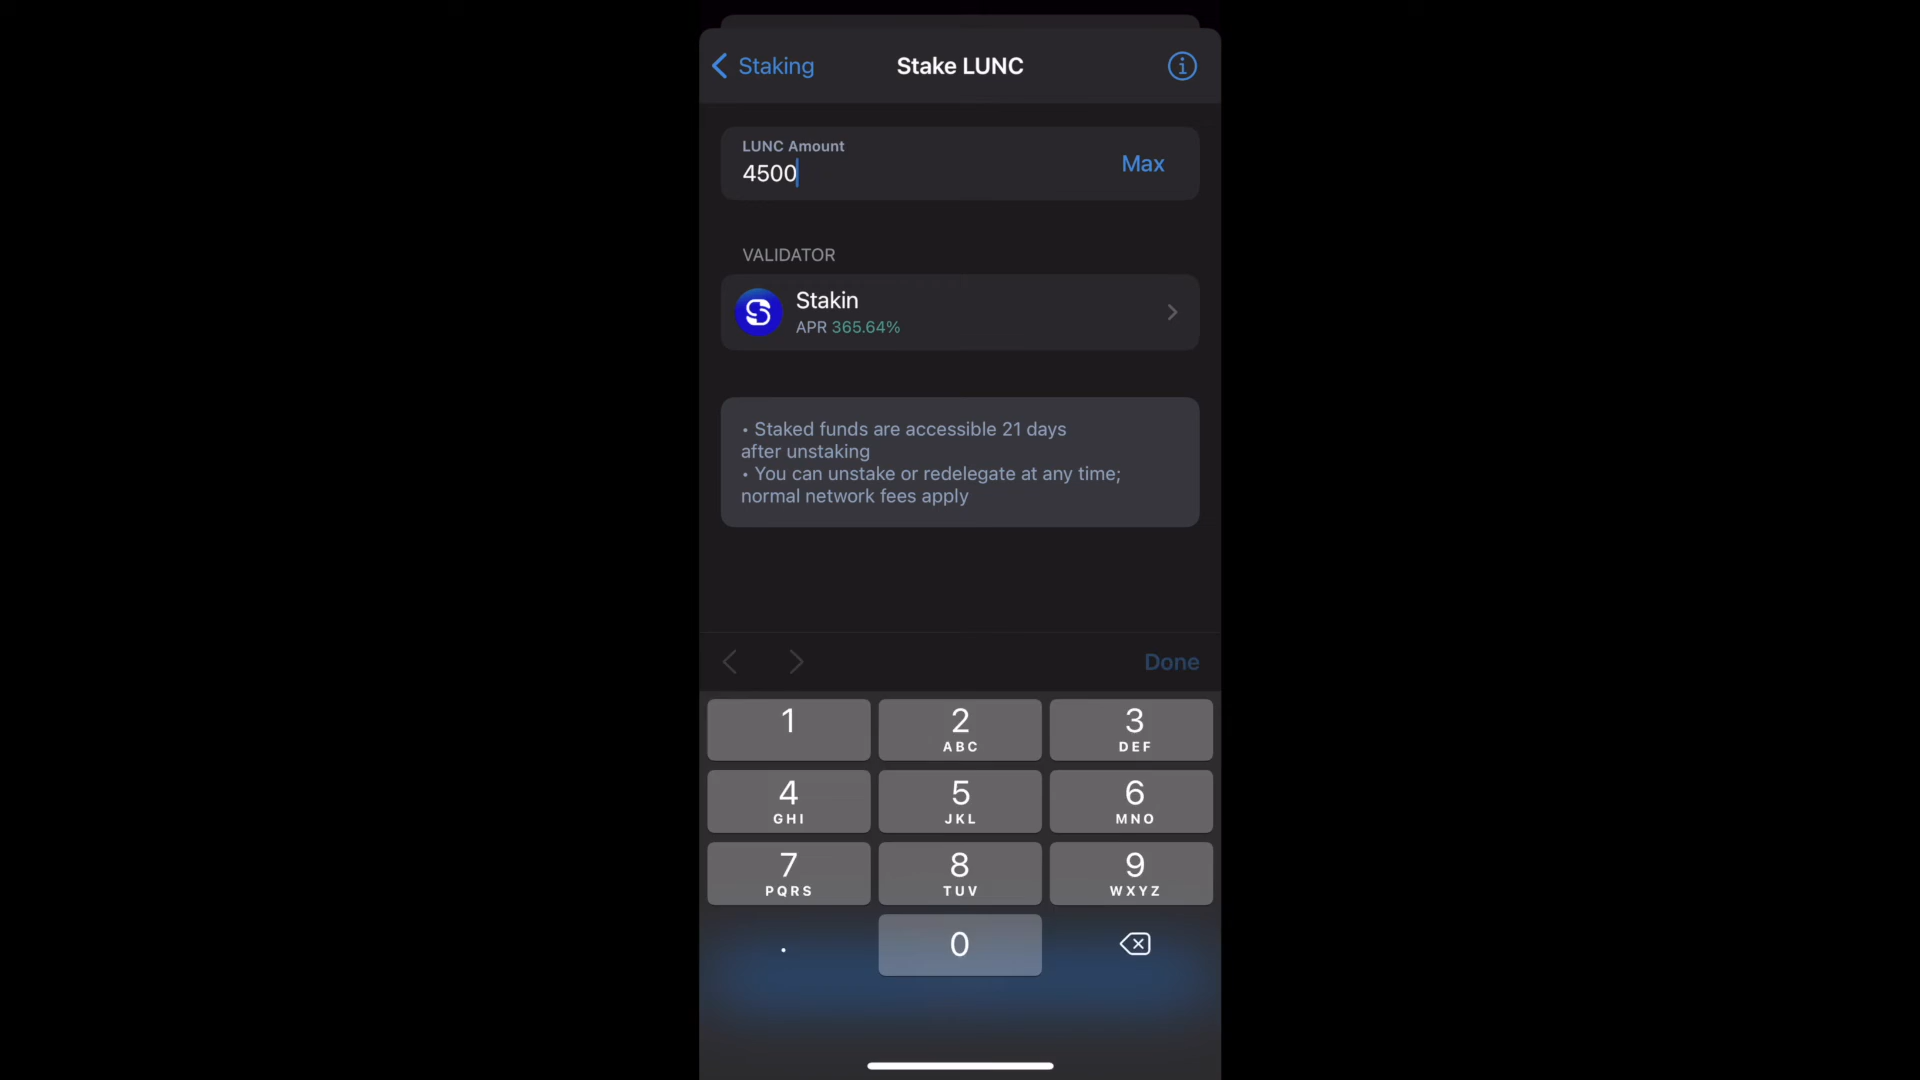 Staking
Stake LUNC
LUNC Amount
4500
Max
VALIDATOR
Stakin
APR 365.64%
• Staked funds are accessible 21 days
after unstaking
• You can unstake or redelegate at any time;
normal network fees apply
Done
1
2
ABC
3
DEF
4
GHI
5
JKL
6
MNO
7
PQRS
8
TUV
9
WXYZ
.
0